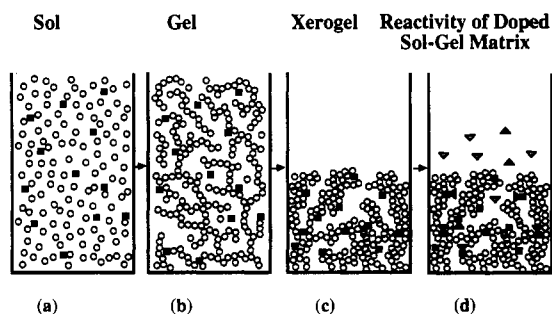 Sol
Gel
Xerogel
Reactivity of Doped
Sol-Gel Matrix
(a)
(b)
(c)
(d)